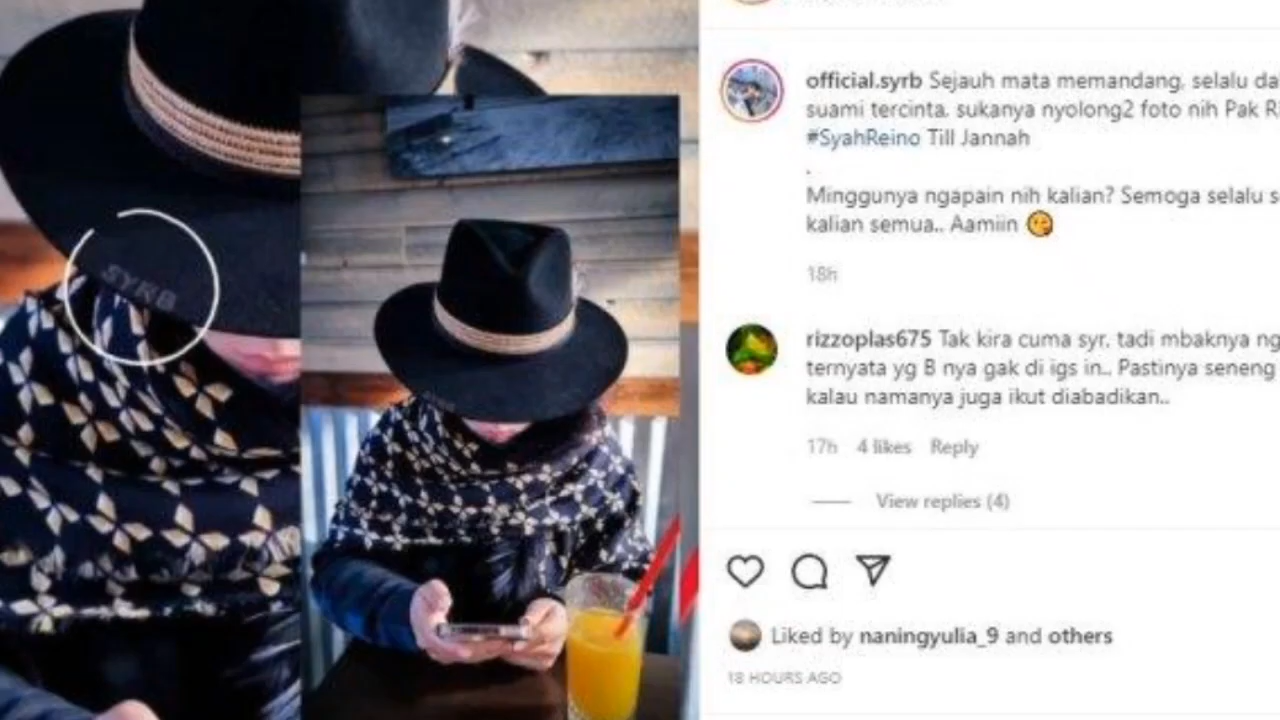 SYRB
official.syrb Sejauh mata memandang, selalu da
suami tercinta, sukanya nyolong2 foto nih Pak R
#SyahReino Till Jannah
.
Minggunya ngapain nih kalian? Semoga selalu s
kalian semua.. Aamiin 😘
18h
rizzoplas675 Tak kira cuma syr, tadi mbaknya ng
ternyata yg B nya gak di igs in.. Pastinya seneng
kalau namanya juga ikut diabadikan..
17h 4 likes Reply
View replies (4)
Liked by naningyulia_9 and others
18 HOURS AGO